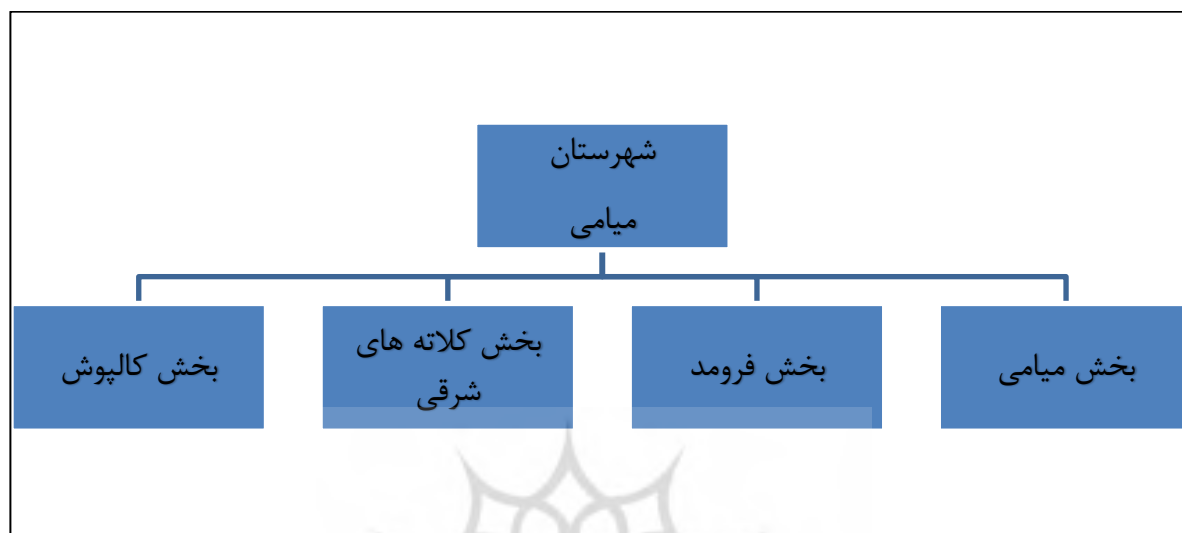 شهرستان
میامی
بخش میامی
بخش فرومد
بخش کلاته های
شرقی
بخش کالپوش